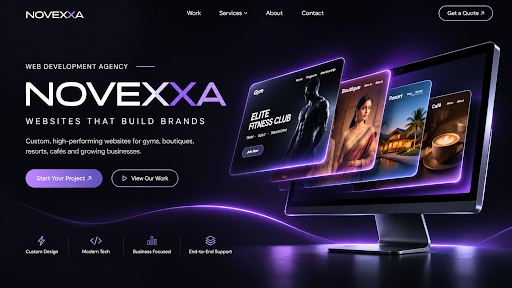 NOVEXXA
Work Services About Contact
Get a Quote ↗
WEB DEVELOPMENT AGENCY
NOVEXXA
WEBSITES THAT BUILD BRANDS
Custom, high-performing websites for gyms, boutiques,
resorts, cafés and growing businesses.
Start Your Project ↗
View Our Work
Custom Design
Modern Tech
Business Focused
End-to-End Support
Gym
ELITE
FITNESS CLUB
Join Now
Boutique
Resort
Café